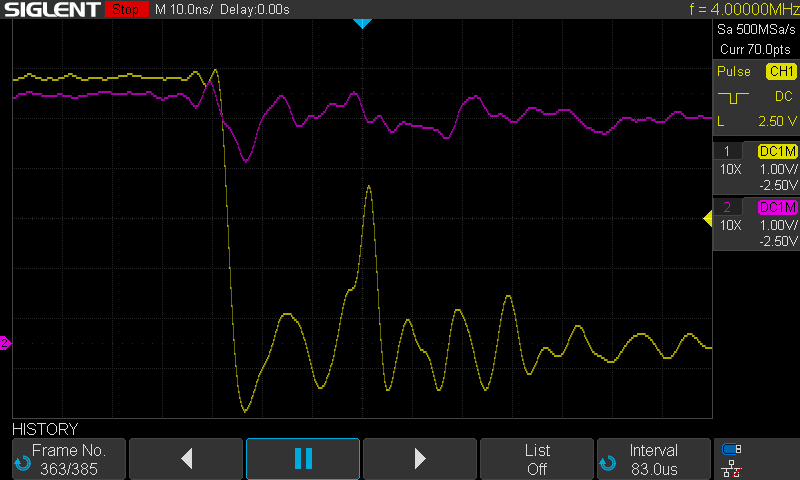 SIGLENT Stop M 10.0ns/ Delay:0.00s f = 4.00000MHz
Sa 500MSa/s
Curr 70.0pts
Pulse CH1
DC
L 2.50 V
1 DC1M
10X 1.00V/
-2.50V
2 DC1M
10X 1.00V/
-2.50V
2
HISTORY
Frame No.
363/385
List
Off
Interval
83.0us